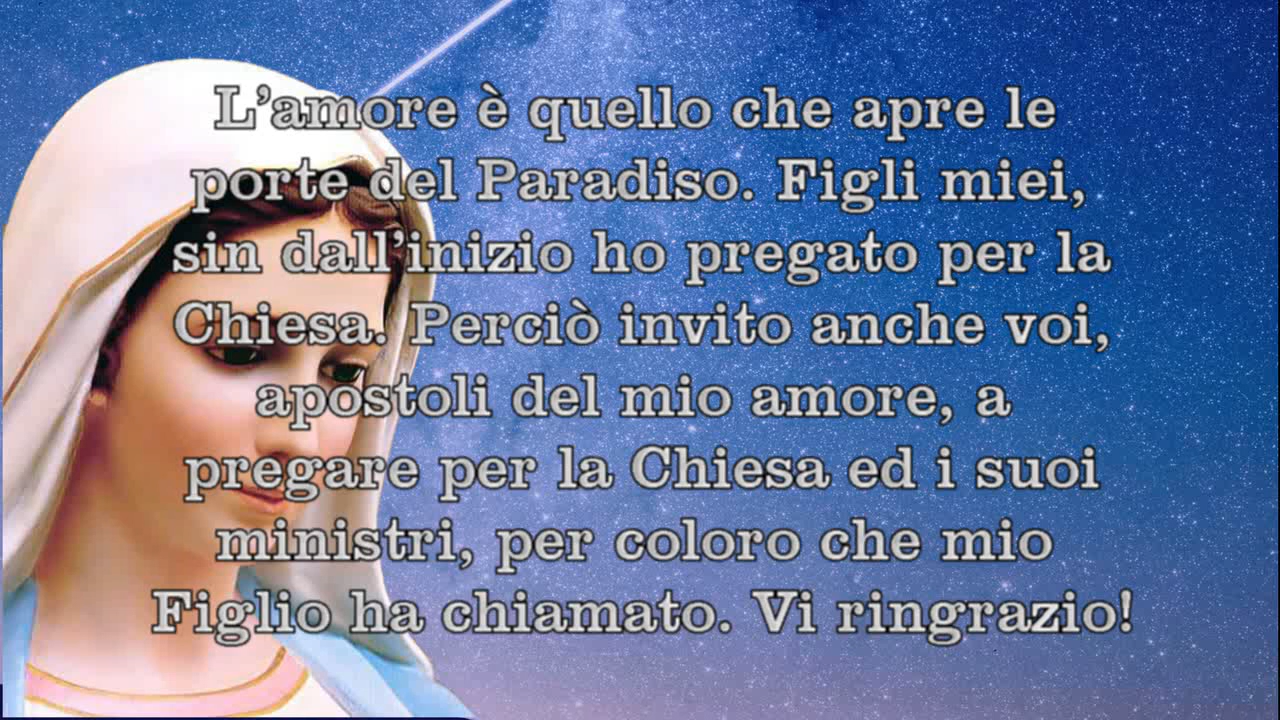 L'amore è quello che apre le
porte del Paradiso. Figli miei,
sin dall'inizio ho pregato per la
Chiesa. Perciò invito anche voi,
apostoli del mio amore, a
pregare per la Chiesa ed i suoi
ministri, per coloro che mio
Figlio ha chiamato. Vi ringrazio!